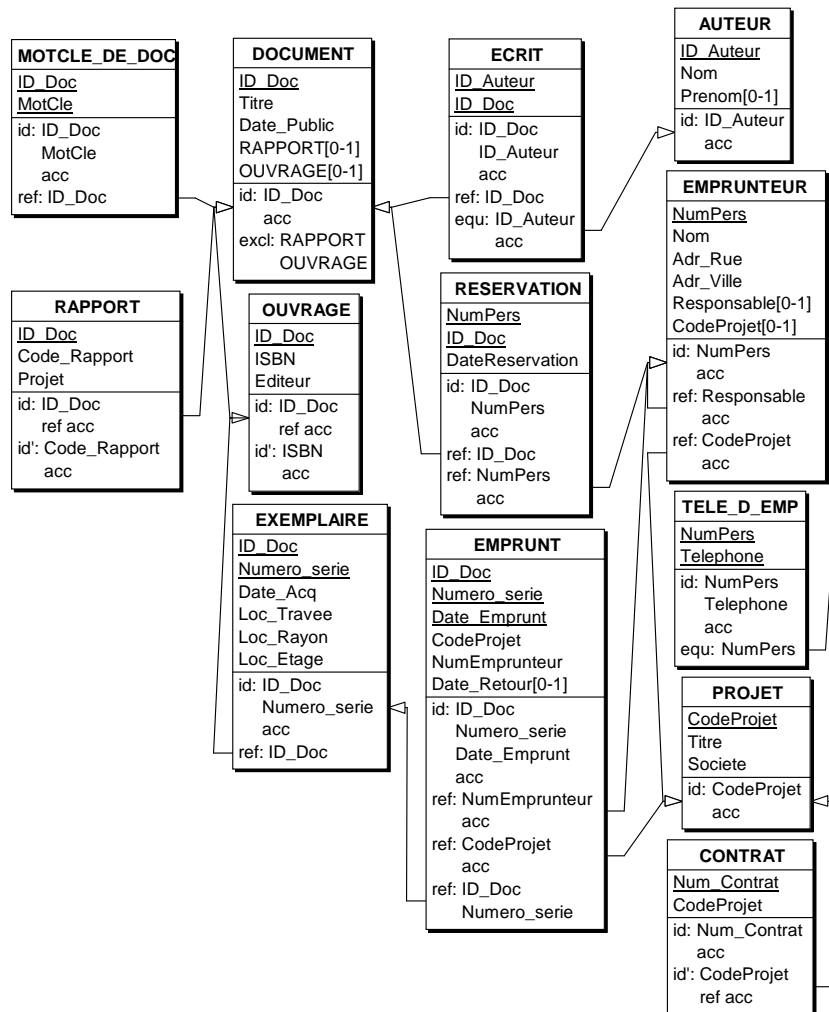 MOTCLE_DE_DOC
ID_Doc
MotCle
id: ID_Doc
MotCle
acc
ref: ID_Doc
DOCUMENT
ID_Doc
Titre
Date_Public
RAPPORT[0-1]
OUVRAGE[0-1]
id: ID_Doc
acc
excl: RAPPORT
OUVRAGE
ECRIT
ID_Auteur
ID_Doc
id: ID_Doc
ID_Auteur
acc
ref: ID_Doc
equ: ID_Auteur
acc
AUTEUR
ID_Auteur
Nom
Prenom[0-1]
id: ID_Auteur
acc
EMPRUNTEUR
NumPers
Nom
Adr_Rue
Adr_Ville
Responsable[0-1]
CodeProjet[0-1]
id: NumPers
acc
ref: Responsable
acc
ref: CodeProjet
acc
RAPPORT
ID_Doc
Code_Rapport
Projet
id: ID_Doc
ref acc
id': Code_Rapport
acc
OUVRAGE
ID_Doc
ISBN
Editeur
id: ID_Doc
ref acc
id': ISBN
acc
RESERVATION
NumPers
ID_Doc
DateReservation
id: ID_Doc
NumPers
acc
ref: ID_Doc
ref: NumPers
acc
EXEMPLAIRE
ID_Doc
Numero_serie
Date_Acq
Loc_Travee
Loc_Rayon
Loc_Etage
id: ID_Doc
Numero_serie
acc
ref: ID_Doc
EMPRUNT
ID_Doc
Numero_serie
Date_Emprunt
CodeProjet
NumEmprunteur
Date_Retour[0-1]
id: ID_Doc
Numero_serie
Date_Emprunt
acc
ref: NumEmprunteur
acc
ref: CodeProjet
acc
ref: ID_Doc
Numero_serie
TELE_D_EMP
NumPers
Telephone
id: NumPers
Telephone
acc
equ: NumPers
PROJET
CodeProjet
Titre
Societe
id: CodeProjet
acc
CONTRAT
Num_Contrat
CodeProjet
id: Num_Contrat
acc
id': CodeProjet
ref acc